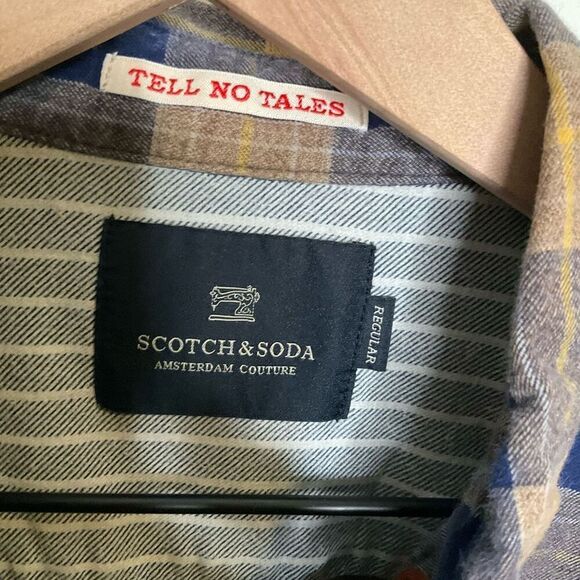 TELL NO TALES
SCOTCH & SODA
AMSTERDAM COUTURE
REGULAR